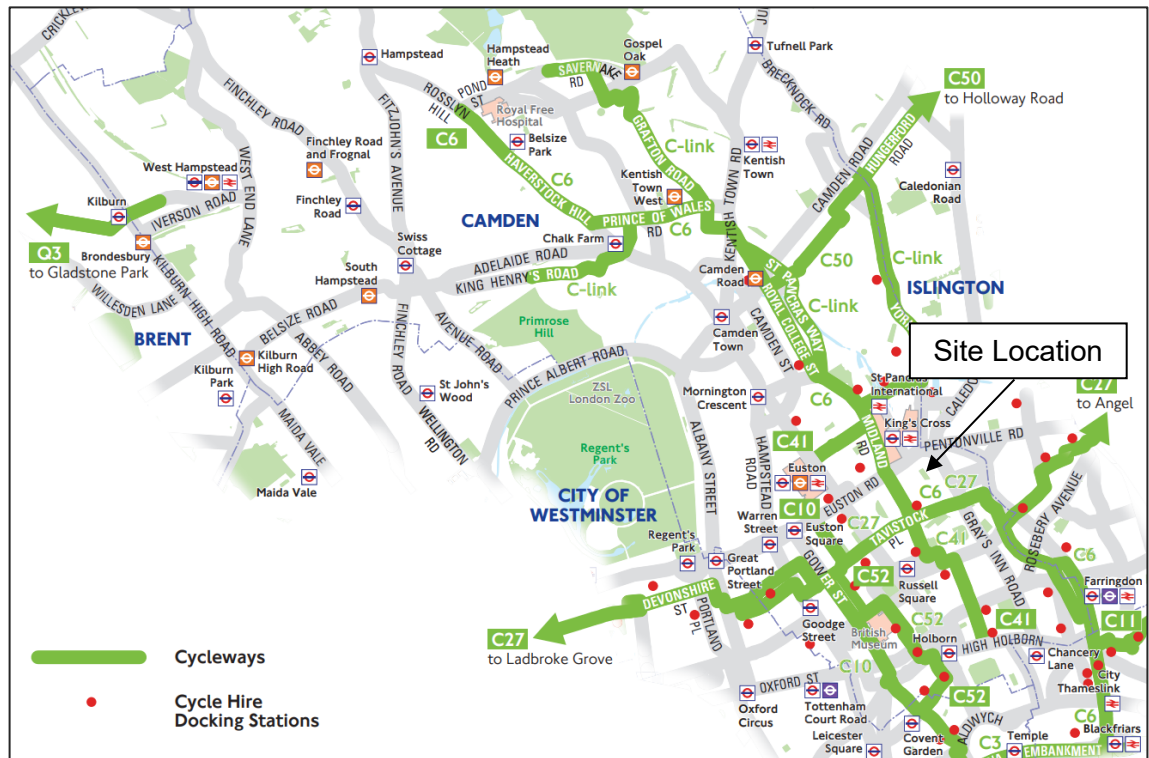 CRICKLEW
Hampstead
Hampstead
Heath
Gospel
Oak
Tufnell Park
SAVERNAKE
RD
POND
ST
BRECKNOCK RD
C50
to Holloway Road
FINCHLEY ROAD
FITZJOHN'S AVENUE
ROSSLYN
HILL
Royal Free
Hospital
C6
Belsize
Park
GRAFTON ROAD
C-link
Kentish
Town
KENTISH TOWN RD
CAMDEN ROAD
HUNGERFORD
ROAD
Caledonian
Road
Finchley Road
and Frognal
West Hampstead
WEST END LANE
Finchley
Road
HAVERSTOCK HILL
C6
Kentish
Town
West
Kilburn
IVERSON ROAD
CAMDEN
PRINCE OF WALES
RD
C6
Q3
to Gladstone Park
Brondesbury
Swiss
Cottage
Chalk Farm
ADELAIDE ROAD
KING HENRY'S ROAD
C-link
South
Hampstead
Camden
Road
ST PANCRAS WAY
ROYAL COLLEGE ST
C50
C-link
C-link
ISLINGTON
YORK
WILLESDEN LANE
KILBURN HIGH ROAD
BELSIZE ROAD
BRENT
Kilburn
High Road
Kilburn
Park
ABBEY ROAD
FINCHLEY ROAD
AVENUE ROAD
Primrose
Hill
Camden
Town
CAMDEN ST
Site Location
PRINCE ALBERT ROAD
ZSL
London Zoo
St John's
Wood
WELLINGTON
RD
MAIDA VALE
Maida Vale
Mornington
Crescent
C6
St Pancras
International
King's Cross
CALEDO
C27
to Angel
PENTONVILLE RD
Regent's
Park
ALBANY STREET
HAMPSTEAD
ROAD
C41
MIDLAND
RD
Euston
CITY OF
WESTMINSTER
C10
EUSTON RD
C6
C27
Warren
Street
Euston
Square
C27
TAVISTOCK
PL
C41
GRAY'S INN ROAD
ROSEBERY AVENUE
C6
Regent's
Park
Great
Portland
Street
GOWER ST
C52
Russell
Square
Farringdon
DEVONSHIRE
ST
PORTLAND
PL
C27
to Ladbroke Grove
Goodge
Street
British
Museum
C52
Holborn
C41
HIGH HOLBORN
C11
Chancery
Lane
City
Thameslink
Cycleways
Cycle Hire
Docking Stations
C10
OXFORD ST
Oxford
Circus
Tottenham
Court Road
C52
Leicester
Square
Covent
Garden
ALDWYCH
C3
Temple
EMBANKMENT
C6
Blackfriars